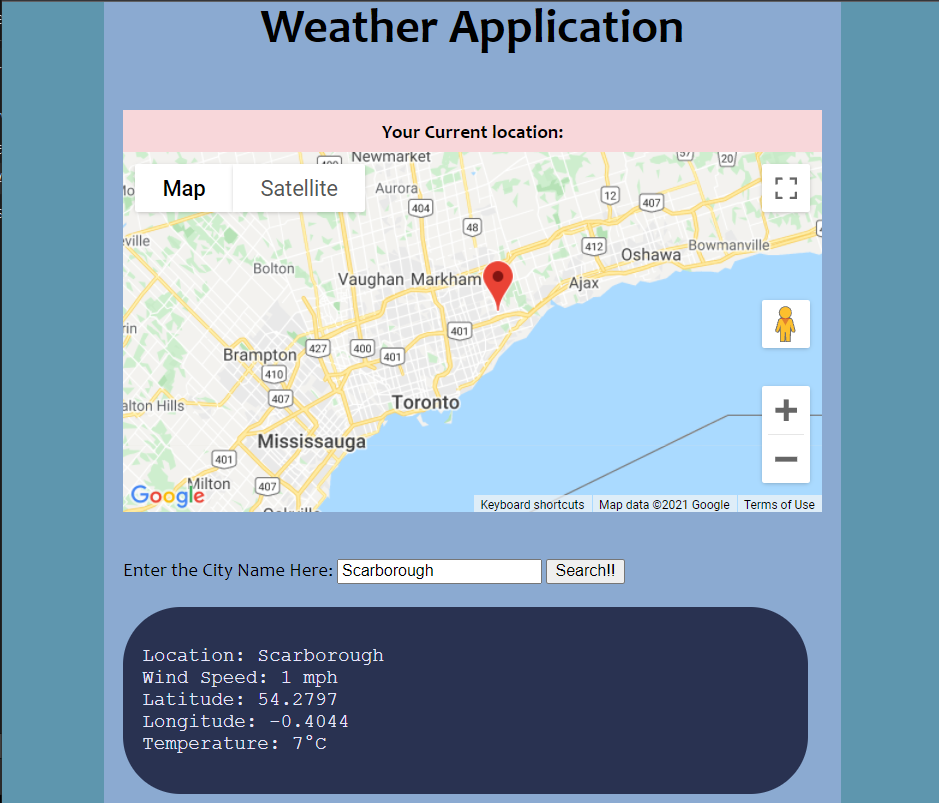 Weather Application
Your Current location:
Map
Satellite
Newmarket
Aurora
404
48
12
407
20
412
Oshawa
Bowmanville
Bolton
Vaughan
Markham
Ajax
401
Brampton
427
400
401
410
407
Toronto
Mississauga
401
Milton
407
Google
Keyboard shortcuts
Map data ©2021 Google
Terms of Use
Enter the City Name Here: Scarborough Search!!
Location: Scarborough
Wind Speed: 1 mph
Latitude: 54.2797
Longitude: -0.4044
Temperature: 7°C